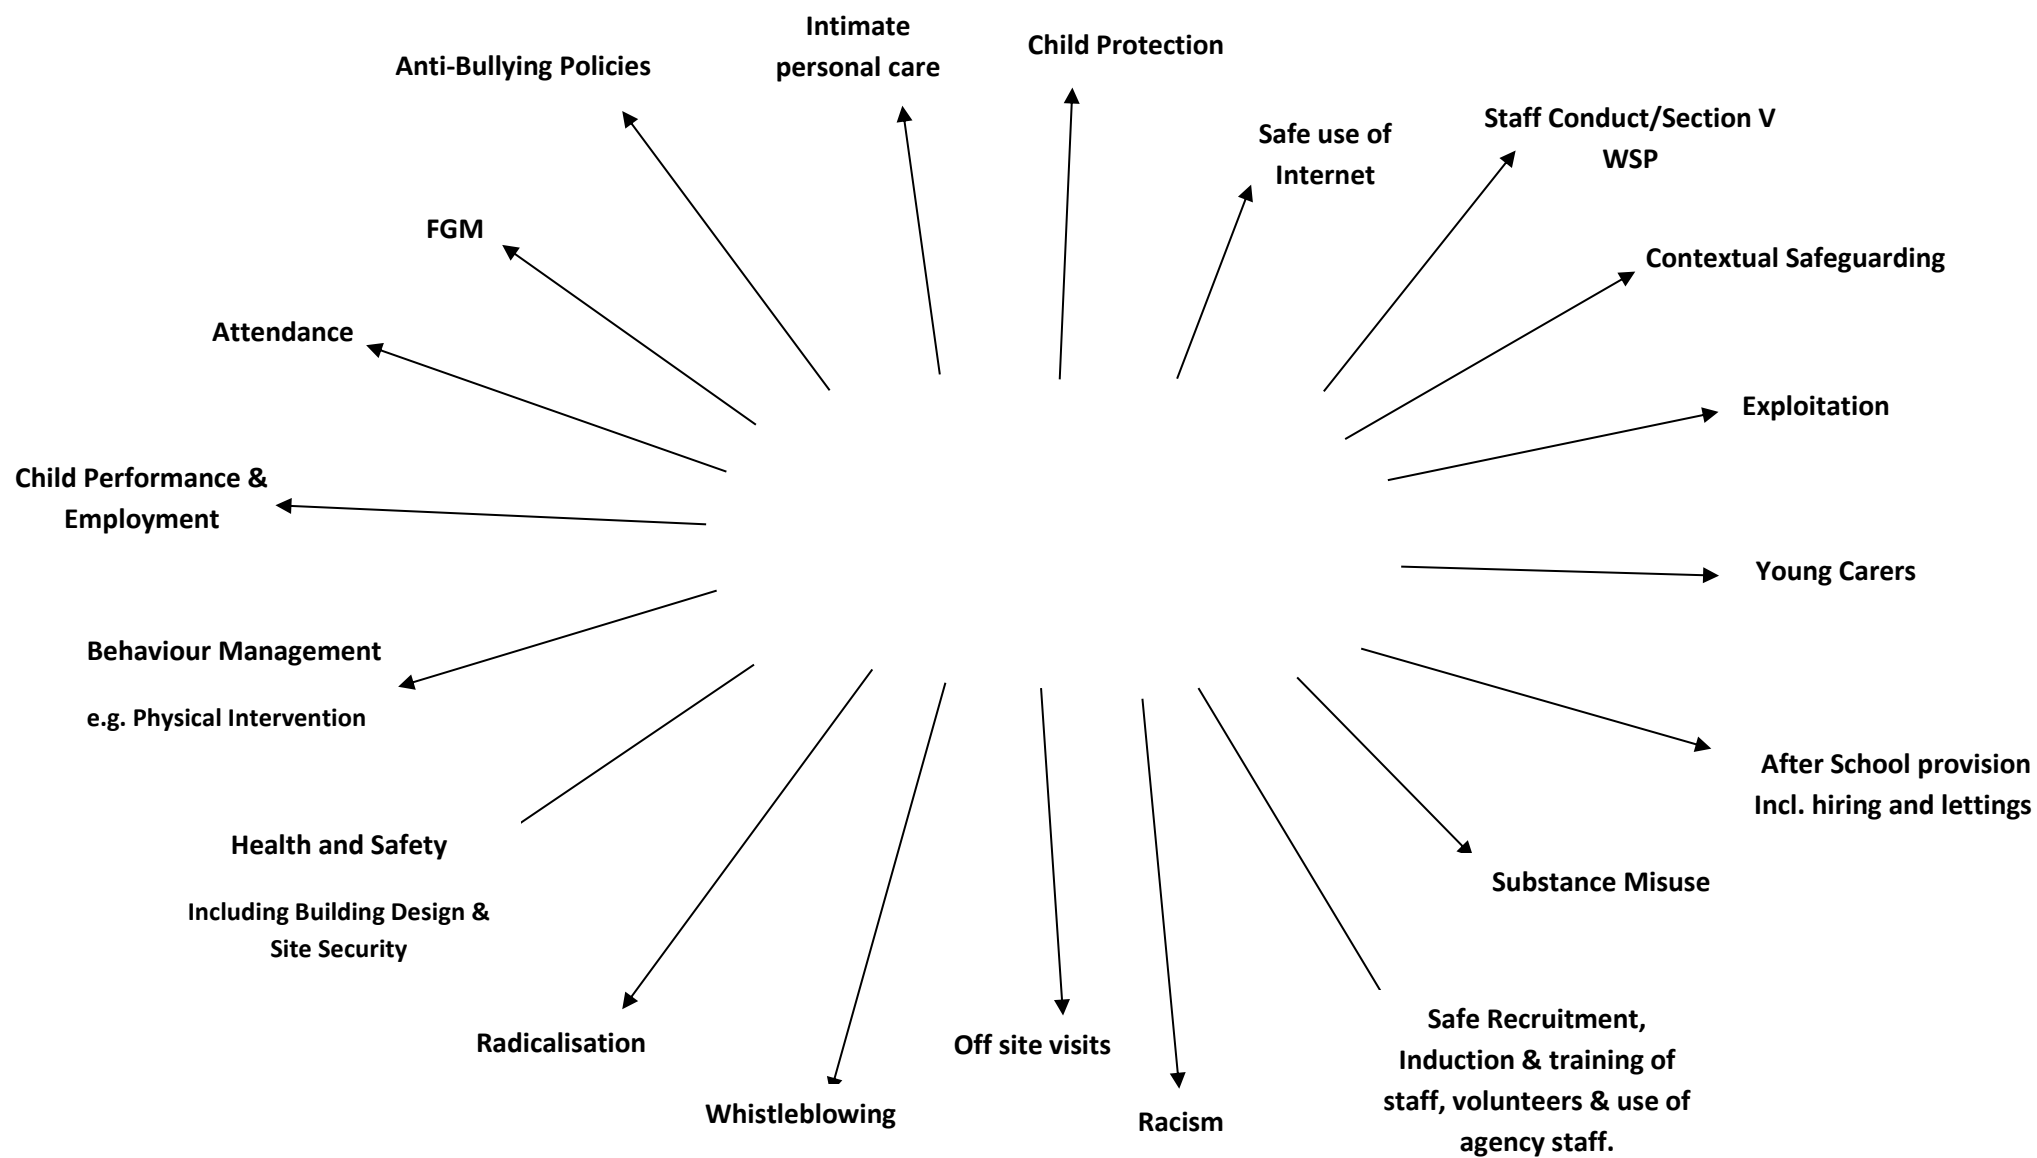 Intimate
personal care
Child Protection
Anti-Bullying Policies
Safe use of
Internet
Staff Conduct/Section V
WSP
FGM
Contextual Safeguarding
Attendance
Exploitation
Child Performance &
Employment
Young Carers
Behaviour Management
e.g. Physical Intervention
After School provision
Incl. hiring and lettings
Health and Safety
Including Building Design &
Site Security
Substance Misuse
Radicalisation
Off site visits
Safe Recruitment,
Induction & training of
staff, volunteers & use of
agency staff.
Whistleblowing
Racism